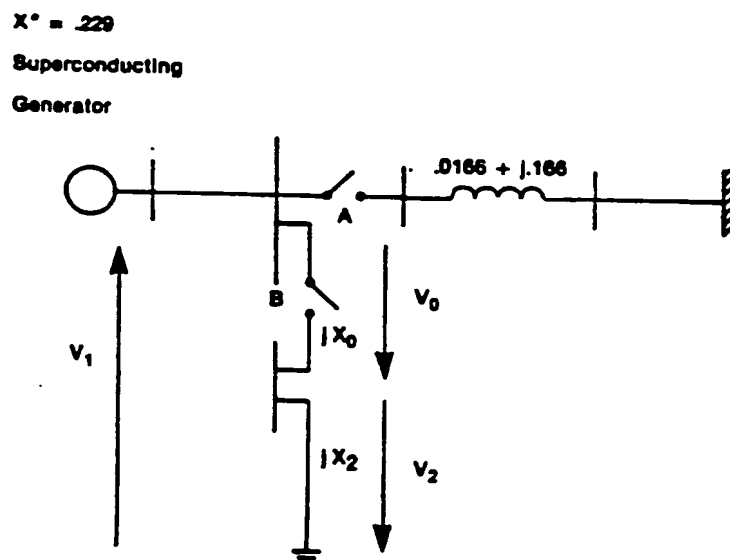 X" = .229
Superconducting
Generator
.0166 + j.166
A
B
V₀
jX₀
V₁
jX₂
V₂